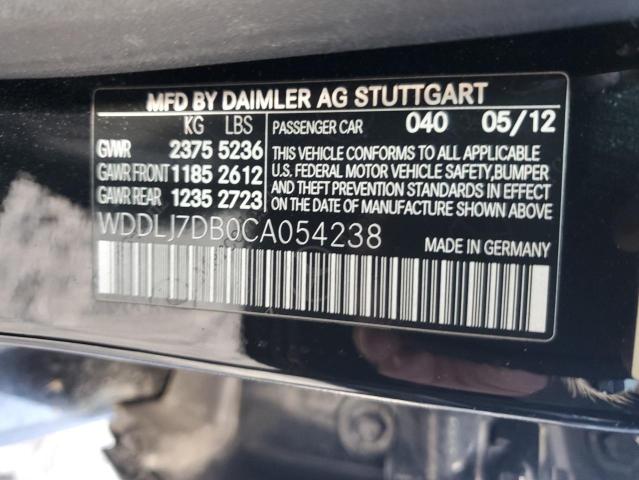 MFD BY DAIMLER AG STUTTGART
KG LBS PASSENGER CAR 040 05/12
GVWR 2375 5236 THIS VEHICLE CONFORMS TO ALL APPLICABLE
GAWR FRONT 1185 2612 U.S. FEDERAL MOTOR VEHICLE SAFETY, BUMPER
GAWR REAR 1235 2723 AND THEFT PREVENTION STANDARDS IN EFFECT
ON THE DATE OF MANUFACTURE SHOWN ABOVE.
WDDLJ7DB0CA054238 MADE IN GERMANY